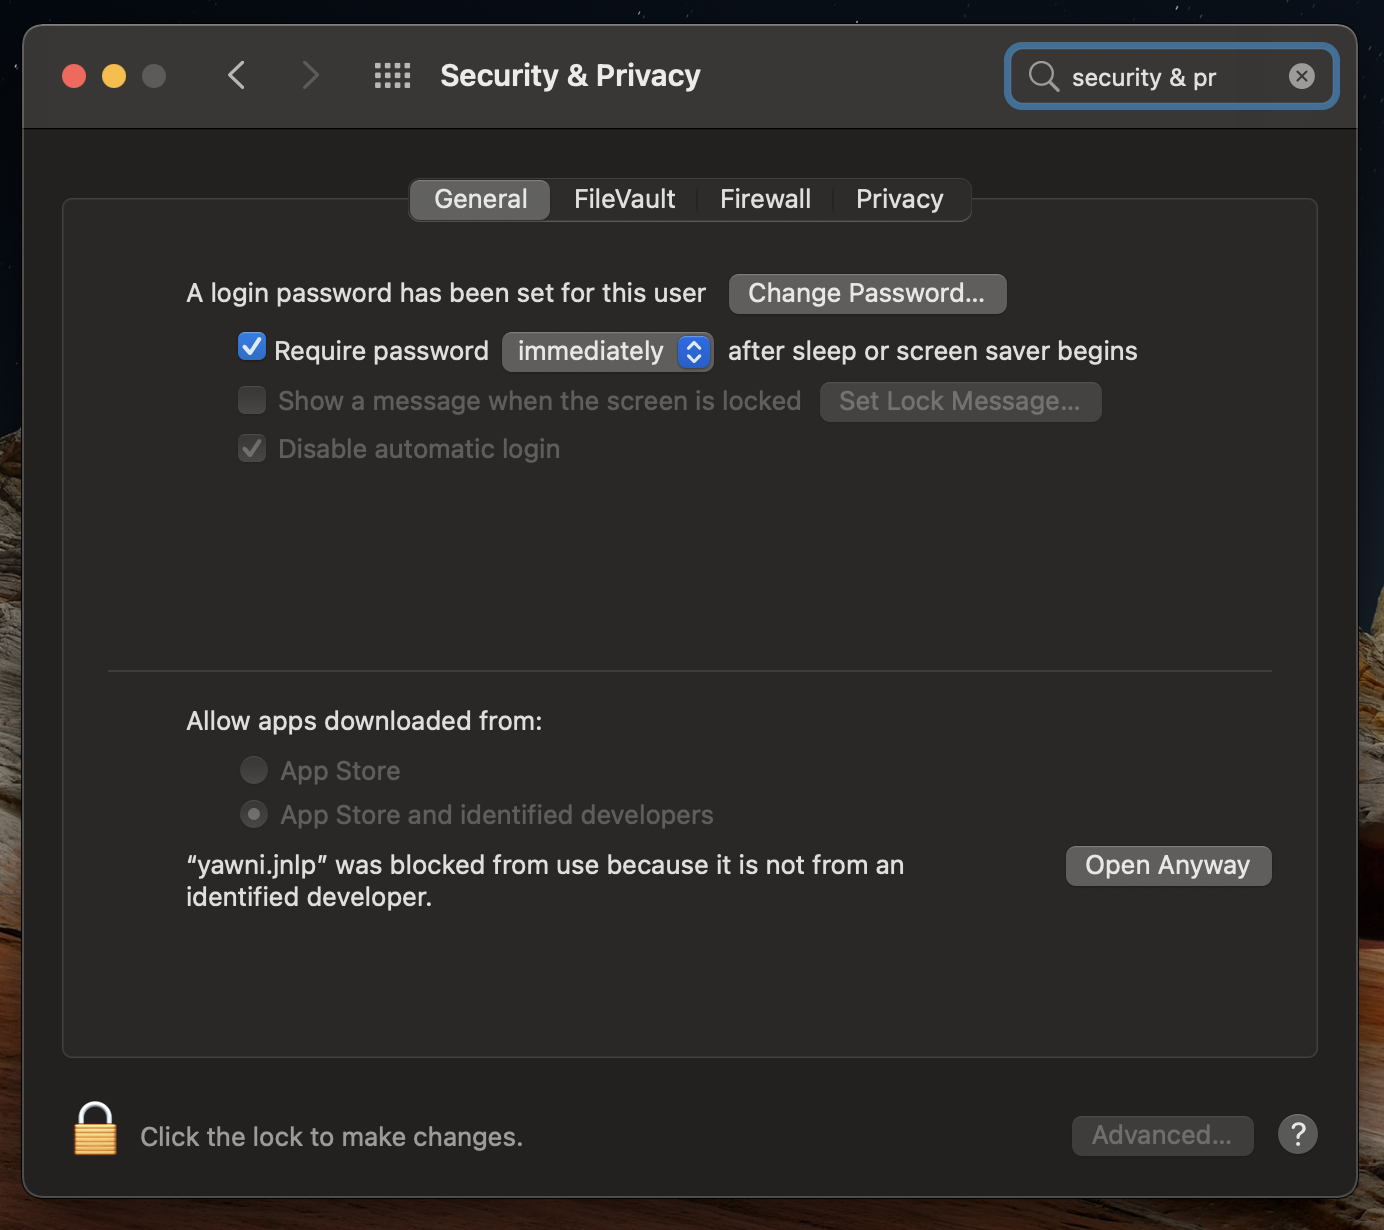 Security & Privacy
security & pr
General FileVault Firewall Privacy
A login password has been set for this user Change Password...
Require password immediately after sleep or screen saver begins
Show a message when the screen is locked Set Lock Message...
Disable automatic login
Allow apps downloaded from:
App Store
App Store and identified developers
“yawni.jnlp” was blocked from use because it is not from an Open Anyway
identified developer.
Click the lock to make changes. Advanced... ?